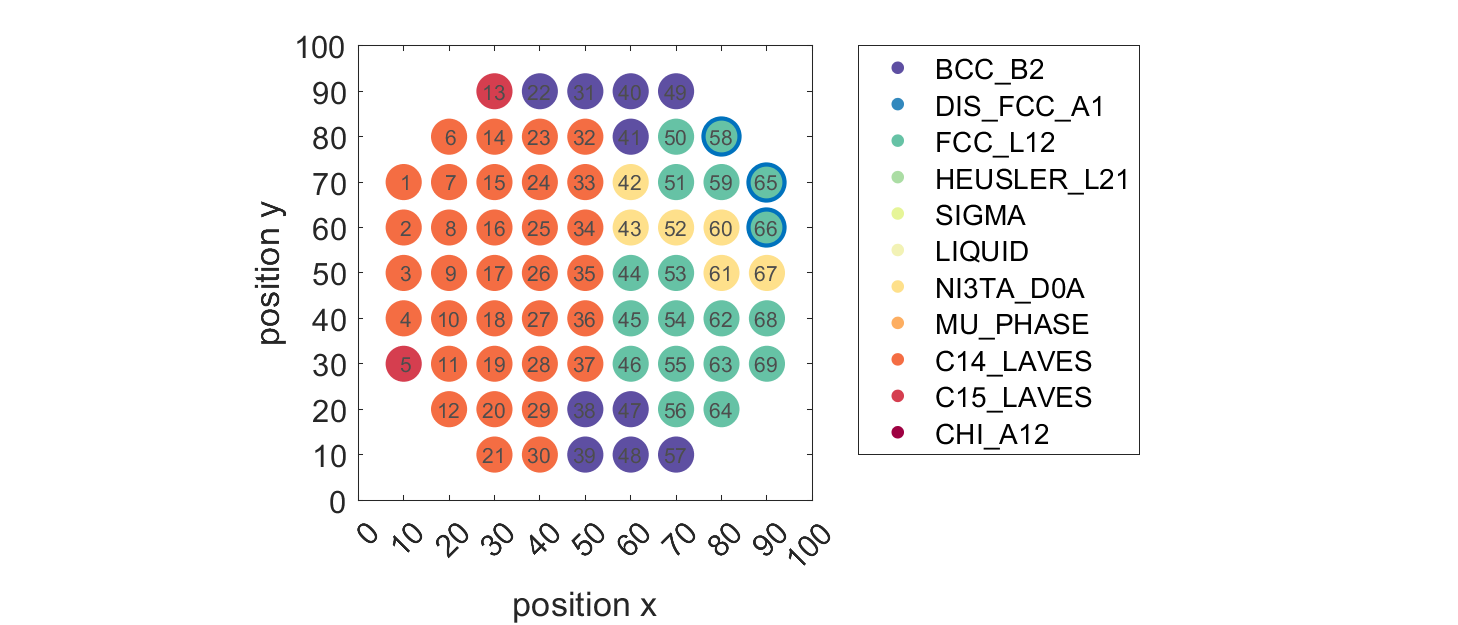 100
90 13 22 31 40 49
80 6 14 23 32 41 50 58
70 1 7 15 24 33 42 51 59 65
60 2 8 16 25 34 43 52 60 66
50 3 9 17 26 35 44 53 61 67
40 4 10 18 27 36 45 54 62 68
30 5 11 19 28 37 46 55 63 69
20 12 20 29 38 47 56 64
10 21 30 39 48 57
0
0 10 20 30 40 50 60 70 80 90 100
position x
position y
BCC_B2
DIS_FCC_A1
FCC_L12
HEUSLER_L21
SIGMA
LIQUID
NI3TA_D0A
MU_PHASE
C14_LAVES
C15_LAVES
CHI_A12